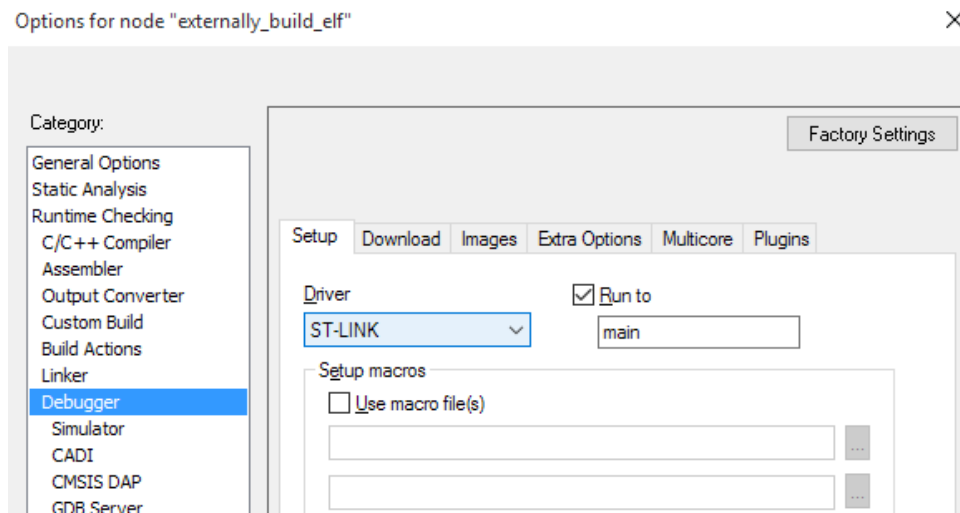 Options for node "externally_build_elf"
Category:
Factory Settings
General Options
Static Analysis
Runtime Checking
C/C++ Compiler
Assembler
Output Converter
Custom Build
Build Actions
Linker
Debugger
Simulator
CADI
CMSIS DAP
GDB Server
Setup Download Images Extra Options Multicore Plugins
Driver
Run to
ST-LINK
main
Setup macros
Use macro file(s)
...
...